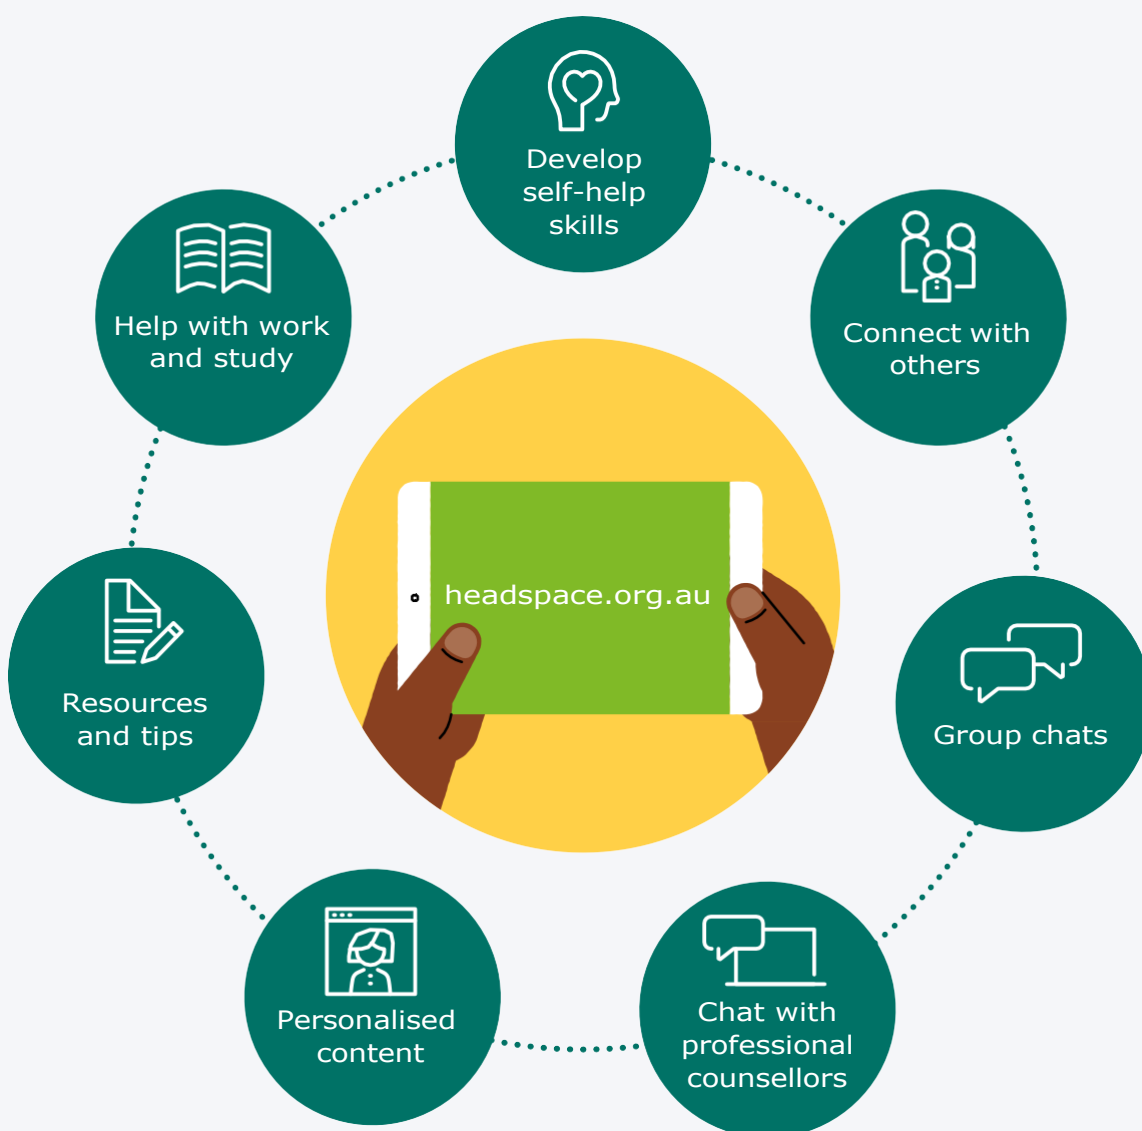 Develop
self-help
skills
Connect with
others
Group chats
Chat with
professional
counsellors
Personalised
content
Resources
and tips
Help with work
and study
headspace.org.au